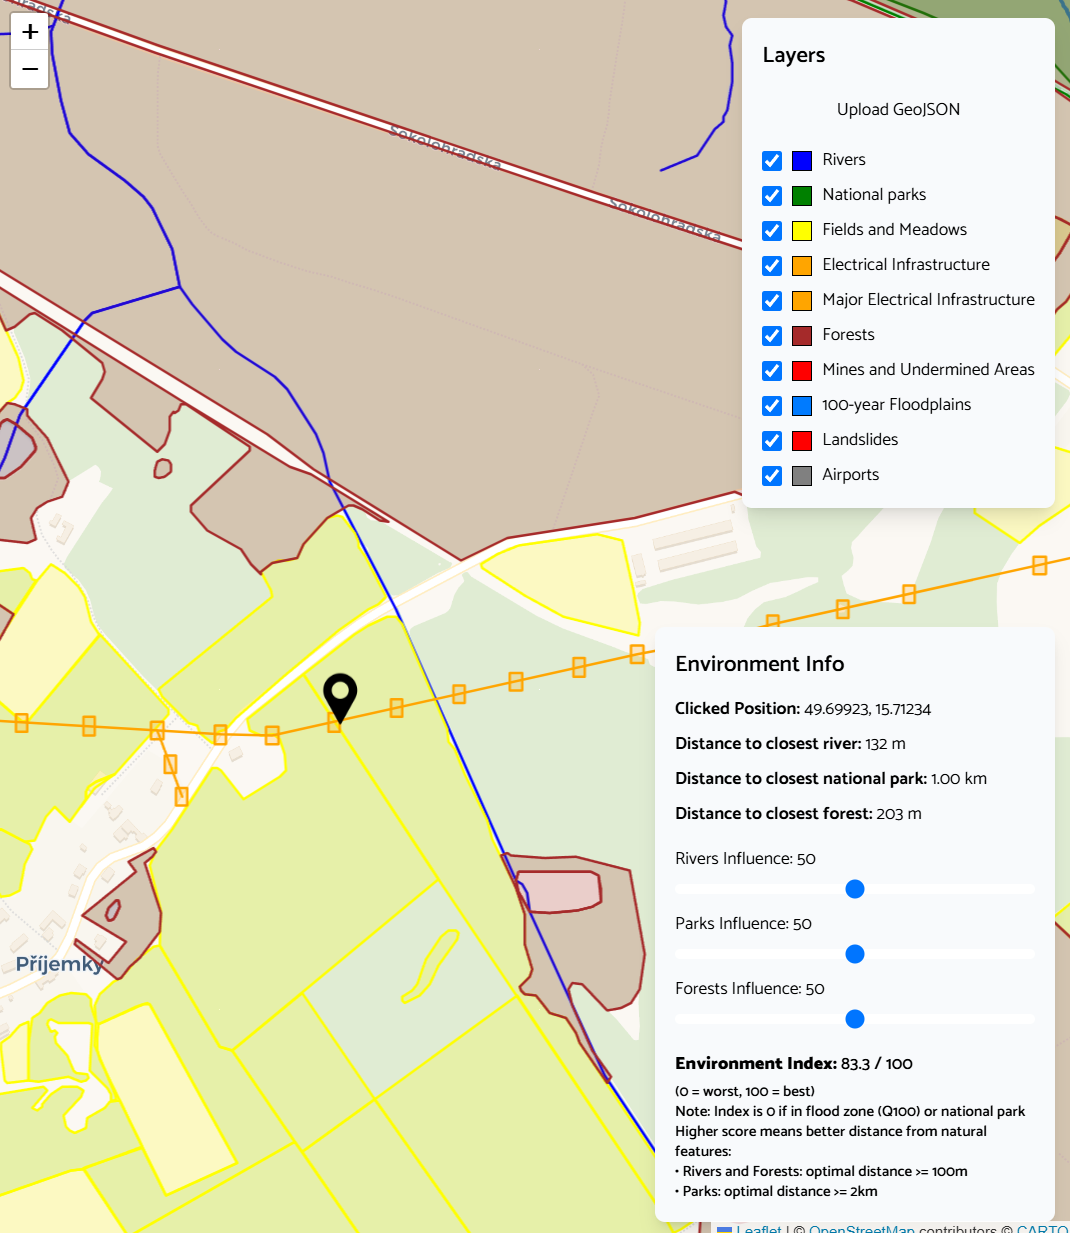 hradska
+
−
Sokolohradska
Sokolohradska
Layers
Upload GeoJSON
Rivers
National parks
Fields and Meadows
Electrical Infrastructure
Major Electrical Infrastructure
Forests
Mines and Undermined Areas
100-year Floodplains
Landslides
Airports
Příjemky
Environment Info
Clicked Position: 49.69923, 15.71234
Distance to closest river: 132 m
Distance to closest national park: 1.00 km
Distance to closest forest: 203 m
Rivers Influence: 50
Parks Influence: 50
Forests Influence: 50
Environment Index: 83.3 / 100
(0 = worst, 100 = best)
Note: Index is 0 if in flood zone (Q100) or national park
Higher score means better distance from natural
features:
• Rivers and Forests: optimal distance >= 100m
• Parks: optimal distance >= 2km
Leaflet | © OpenStreetMap contributors © CARTO